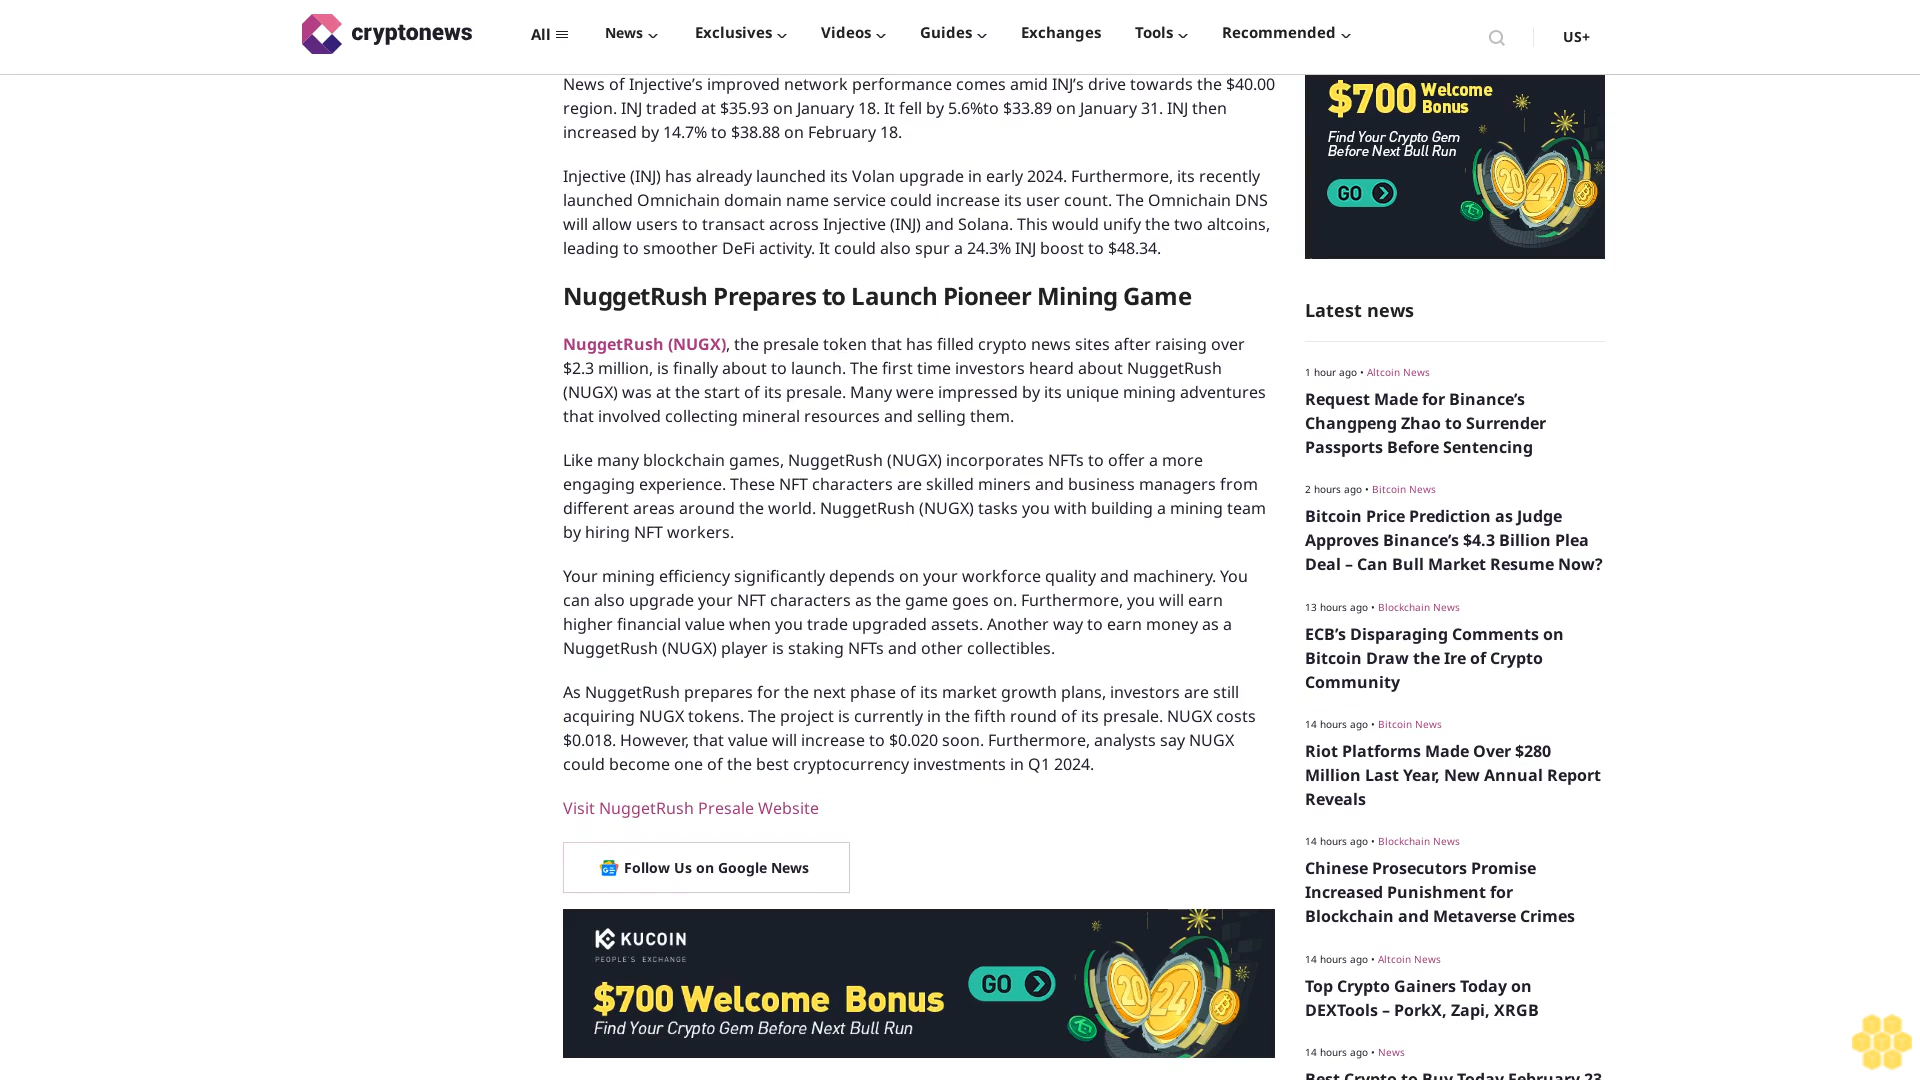 cryptonews
All
News
Exclusives
Videos
Guides
Exchanges
Tools
Recommended
US+
News of Injective’s improved network performance comes amid INJ’s drive towards the $40.00
region. INJ traded at $35.93 on January 18. It fell by 5.6%to $33.89 on January 31. INJ then
increased by 14.7% to $38.88 on February 18.
Injective (INJ) has already launched its Volan upgrade in early 2024. Furthermore, its recently
launched Omnichain domain name service could increase its user count. The Omnichain DNS
will allow users to transact across Injective (INJ) and Solana. This would unify the two altcoins,
leading to smoother DeFi activity. It could also spur a 24.3% INJ boost to $48.34.
NuggetRush Prepares to Launch Pioneer Mining Game
NuggetRush (NUGX), the presale token that has filled crypto news sites after raising over
$2.3 million, is finally about to launch. The first time investors heard about NuggetRush
(NUGX) was at the start of its presale. Many were impressed by its unique mining adventures
that involved collecting mineral resources and selling them.
Like many blockchain games, NuggetRush (NUGX) incorporates NFTs to offer a more
engaging experience. These NFT characters are skilled miners and business managers from
different areas around the world. NuggetRush (NUGX) tasks you with building a mining team
by hiring NFT workers.
Your mining efficiency significantly depends on your workforce quality and machinery. You
can also upgrade your NFT characters as the game goes on. Furthermore, you will earn
higher financial value when you trade upgraded assets. Another way to earn money as a
NuggetRush (NUGX) player is staking NFTs and other collectibles.
As NuggetRush prepares for the next phase of its market growth plans, investors are still
acquiring NUGX tokens. The project is currently in the fifth round of its presale. NUGX costs
$0.018. However, that value will increase to $0.020 soon. Furthermore, analysts say NUGX
could become one of the best cryptocurrency investments in Q1 2024.
Visit NuggetRush Presale Website
Follow Us on Google News
KUCOIN
PEOPLE'S EXCHANGE
$700 Welcome Bonus
Find Your Crypto Gem Before Next Bull Run
GO
20
24
$700 Welcome
Bonus
Find Your Crypto Gem
Before Next Bull Run
GO
20
24
Latest news
1 hour ago • Altcoin News
Request Made for Binance’s
Changpeng Zhao to Surrender
Passports Before Sentencing
2 hours ago • Bitcoin News
Bitcoin Price Prediction as Judge
Approves Binance’s $4.3 Billion Plea
Deal – Can Bull Market Resume Now?
13 hours ago • Blockchain News
ECB’s Disparaging Comments on
Bitcoin Draw the Ire of Crypto
Community
14 hours ago • Bitcoin News
Riot Platforms Made Over $280
Million Last Year, New Annual Report
Reveals
14 hours ago • Blockchain News
Chinese Prosecutors Promise
Increased Punishment for
Blockchain and Metaverse Crimes
14 hours ago • Altcoin News
Top Crypto Gainers Today on
DEXTools – PorkX, Zapi, XRGB
14 hours ago • News
Best Crypto to Buy Today February 23